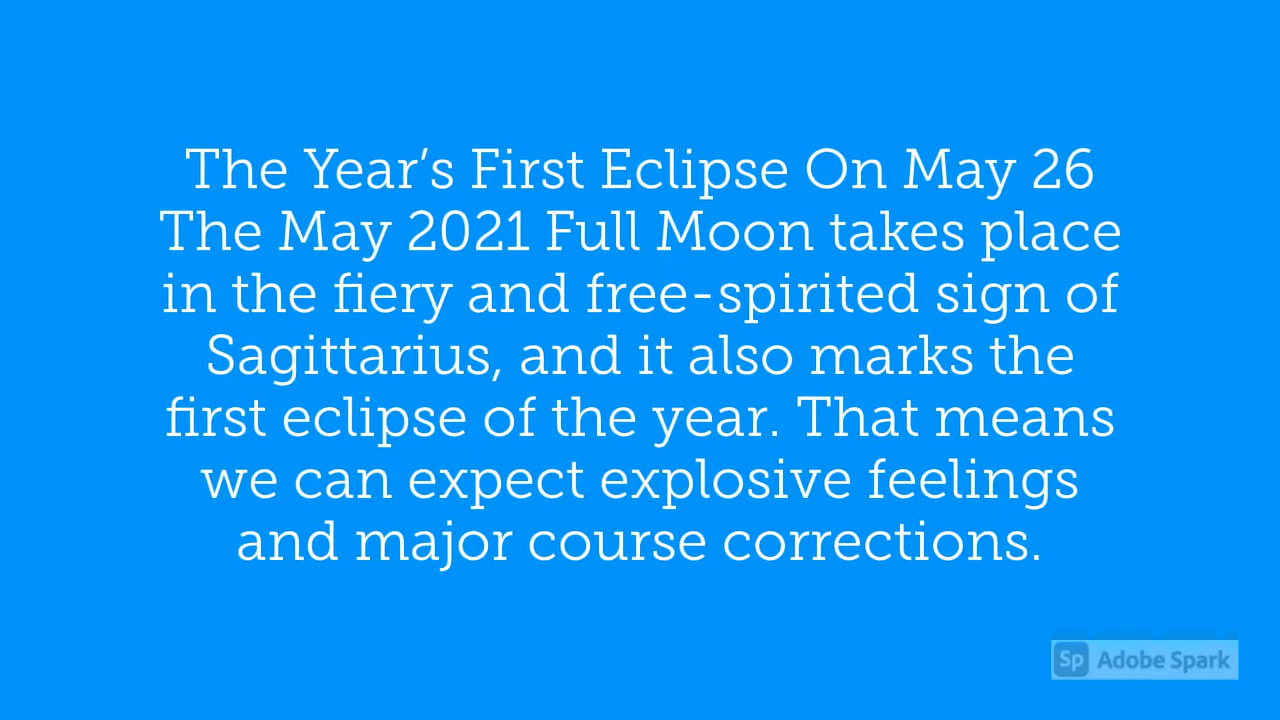 The Year’s First Eclipse On May 26
The May 2021 Full Moon takes place
in the fiery and free-spirited sign of
Sagittarius, and it also marks the
first eclipse of the year. That means
we can expect explosive feelings
and major course corrections.
Sp Adobe Spark